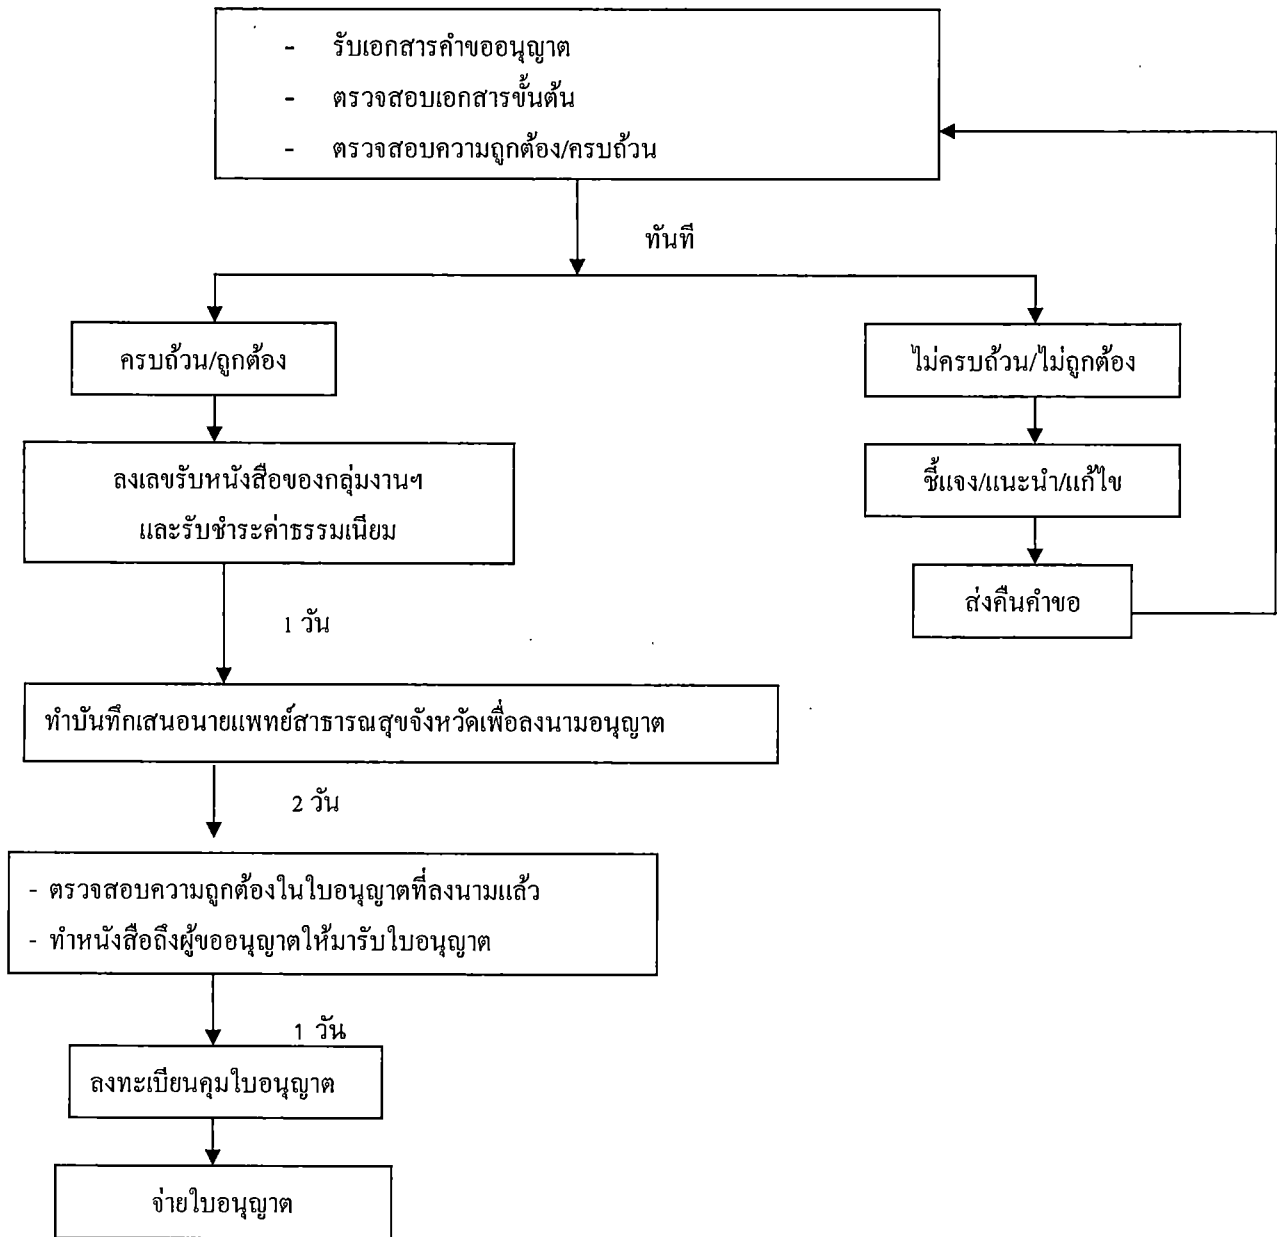 - รับเอกสารคำขออนุญาต
- ตรวจสอบเอกสารขั้นต้น
- ตรวจสอบความถูกต้อง/ครบถ้วน
ทันที
ครบถ้วน/ถูกต้อง
ไม่ครบถ้วน/ไม่ถูกต้อง
ลงเลขรับหนังสือของกลุ่มงานฯ
และรับชำระค่าธรรมเนียม
ชี้แจง/แนะนำ/แก้ไข
ส่งคืนคำขอ
1 วัน
ทำบันทึกเสนอนายแพทย์สาธารณสุขจังหวัดเพื่อลงนามอนุญาต
2 วัน
- ตรวจสอบความถูกต้องในใบอนุญาตที่ลงนามแล้ว
- ทำหนังสือถึงผู้ขออนุญาตให้มารับใบอนุญาต
1 วัน
ลงทะเบียนคุมใบอนุญาต
จ่ายใบอนุญาต